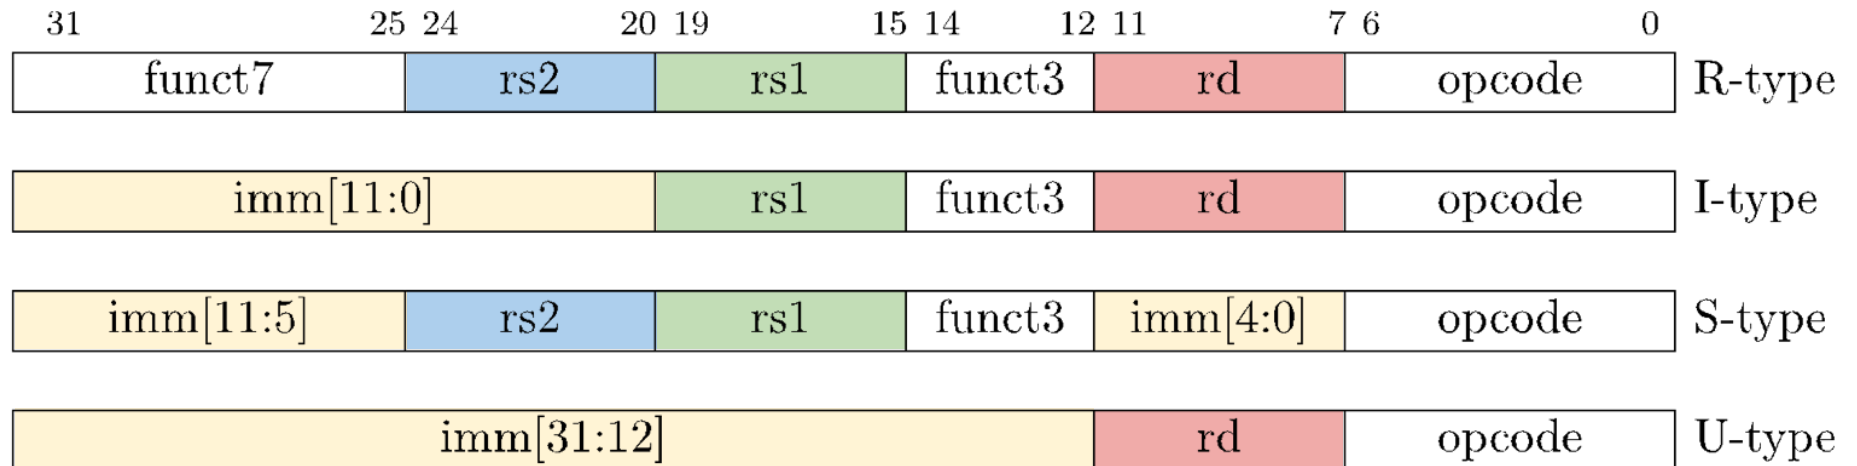 31 25 24 20 19 15 14 12 11 7 6 0
funct7 rs2 rs1 funct3 rd opcode R-type
imm[11:0] rs1 funct3 rd opcode I-type
imm[11:5] rs2 rs1 funct3 imm[4:0] opcode S-type
imm[31:12] rd opcode U-type